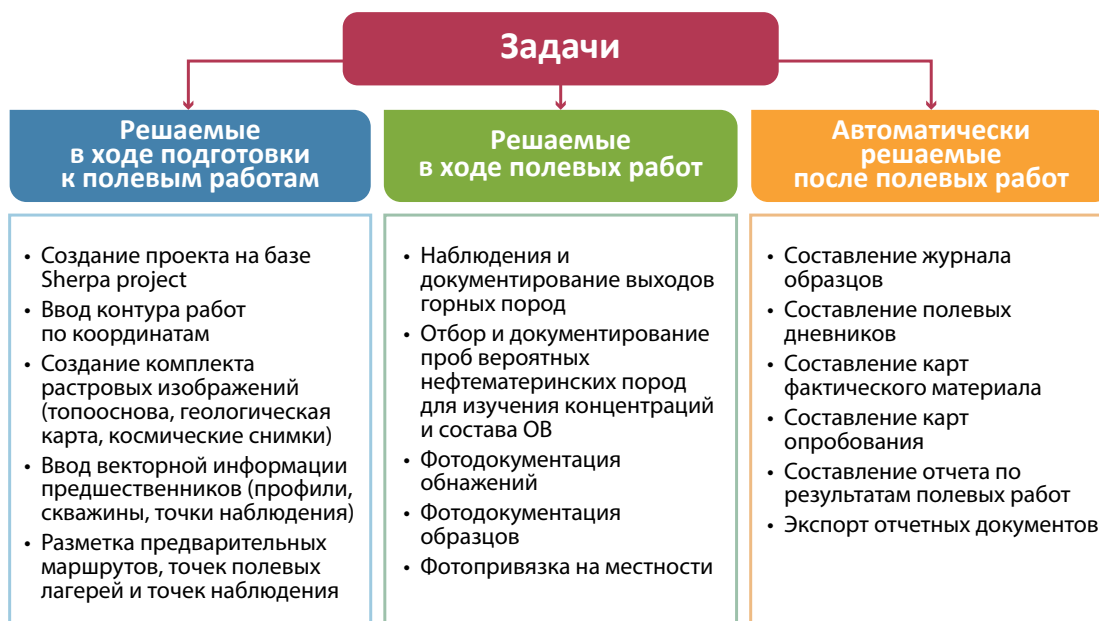 Задачи
Решаемые
в ходе подготовки
к полевым работам
• Создание проекта на базе
Sherpa project
• Ввод контура работ
по координатам
• Создание комплекта
растровых изображений
(топооснова, геологическая
карта, космические снимки)
• Ввод векторной информации
предшественников (профили,
скважины, точки наблюдения)
• Разметка предварительных
маршрутов, точек полевых
лагерей и точек наблюдения
Решаемые
в ходе полевых работ
• Наблюдения и
документирование выходов
горных пород
• Отбор и документирование
проб вероятных
нефтематеринских пород
для изучения концентраций
и состава ОВ
• Фотодокументация
обнажений
• Фотодокументация
образцов
• Фотопривязка на местности
Автоматически
решаемые
после полевых работ
• Составление журнала
образцов
• Составление полевых
дневников
• Составление карт
фактического материала
• Составление карт
опробования
• Составление отчета по
результатам полевых работ
• Экспорт отчетных документов